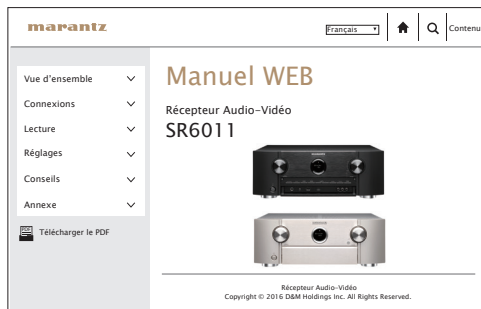 marantz
Français
Contenu
Vue d'ensemble
Connexions
Lecture
Réglages
Conseils
Annexe
PDF
Télécharger le PDF
Manuel WEB
Récepteur Audio-Vidéo
SR6011
Récepteur Audio-Vidéo
Copyright © 2016 D&M Holdings Inc. All Rights Reserved.